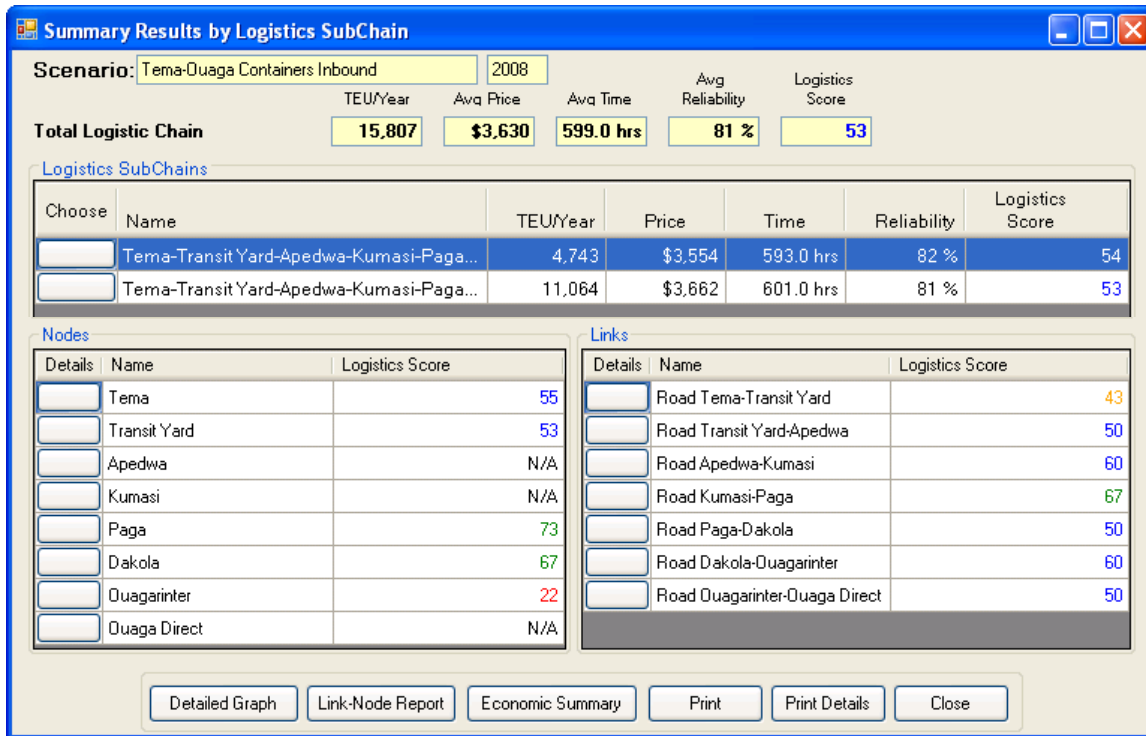 Summary Results by Logistics SubChain
Scenario: Tema-Ouaga Containers Inbound 2008
TEU/Year Avg Price Avg Time Avg Reliability Logistics Score
Total Logistic Chain 15,807 $3,630 599.0 hrs 81 % 53
Logistics SubChains
Choose Name TEU/Year Price Time Reliability Logistics Score
Tema-Transit Yard-Apedwa-Kumasi-Paga... 4,743 $3,554 593.0 hrs 82 % 54
Tema-Transit Yard-Apedwa-Kumasi-Paga... 11,064 $3,662 601.0 hrs 81 % 53
Nodes
Details Name Logistics Score
Tema 55
Transit Yard 53
Apedwa N/A
Kumasi N/A
Paga 73
Dakola 67
Ouagarinter 22
Ouaga Direct N/A
Links
Details Name Logistics Score
Road Tema-Transit Yard 43
Road Transit Yard-Apedwa 50
Road Apedwa-Kumasi 60
Road Kumasi-Paga 67
Road Paga-Dakola 50
Road Dakola-Ouagarinter 60
Road Ouagarinter-Ouaga Direct 50
Detailed Graph Link-Node Report Economic Summary Print Print Details Close